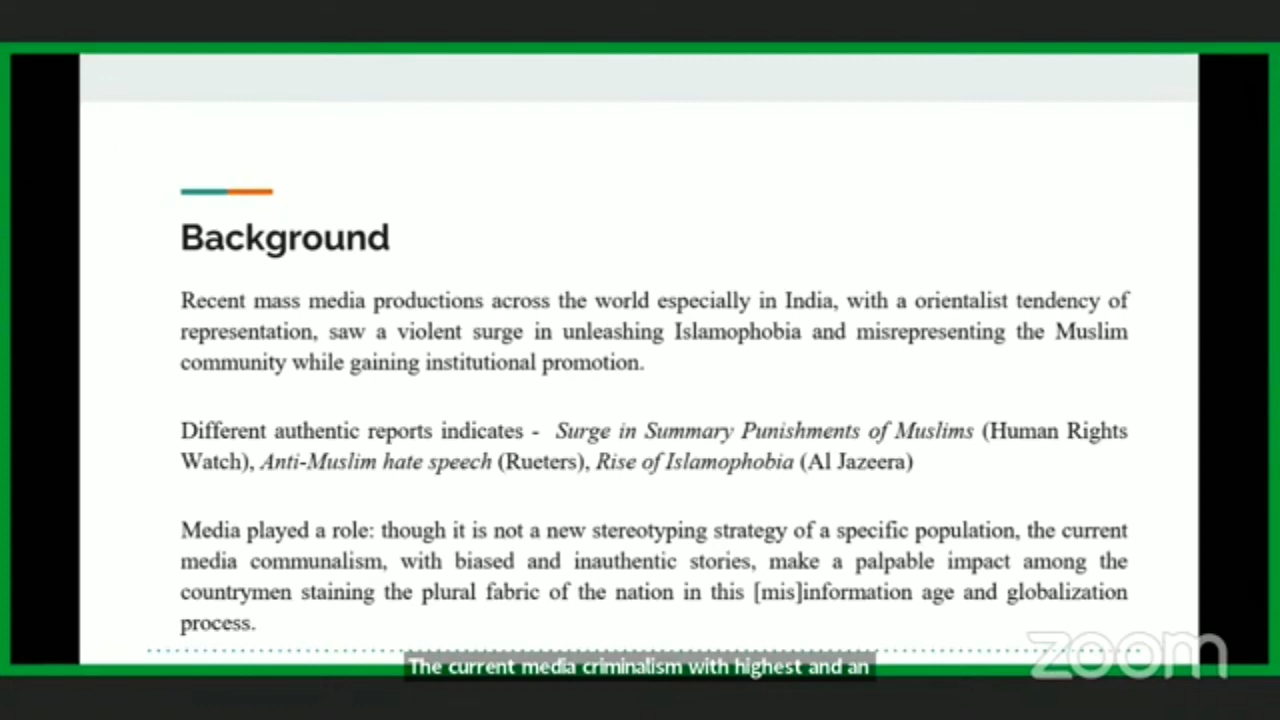 Background
Recent mass media productions across the world especially in India, with a orientalist tendency of
representation, saw a violent surge in unleashing Islamophobia and misrepresenting the Muslim
community while gaining institutional promotion.
Different authentic reports indicates - Surge in Summary Punishments of Muslims (Human Rights
Watch), Anti-Muslim hate speech (Rueters), Rise of Islamophobia (Al Jazeera)
Media played a role: though it is not a new stereotyping strategy of a specific population, the current
media communalism, with biased and inauthentic stories, make a palpable impact among the
countrymen staining the plural fabric of the nation in this [mis]information age and globalization
process.
zoom
The current media criminalism with highest and an